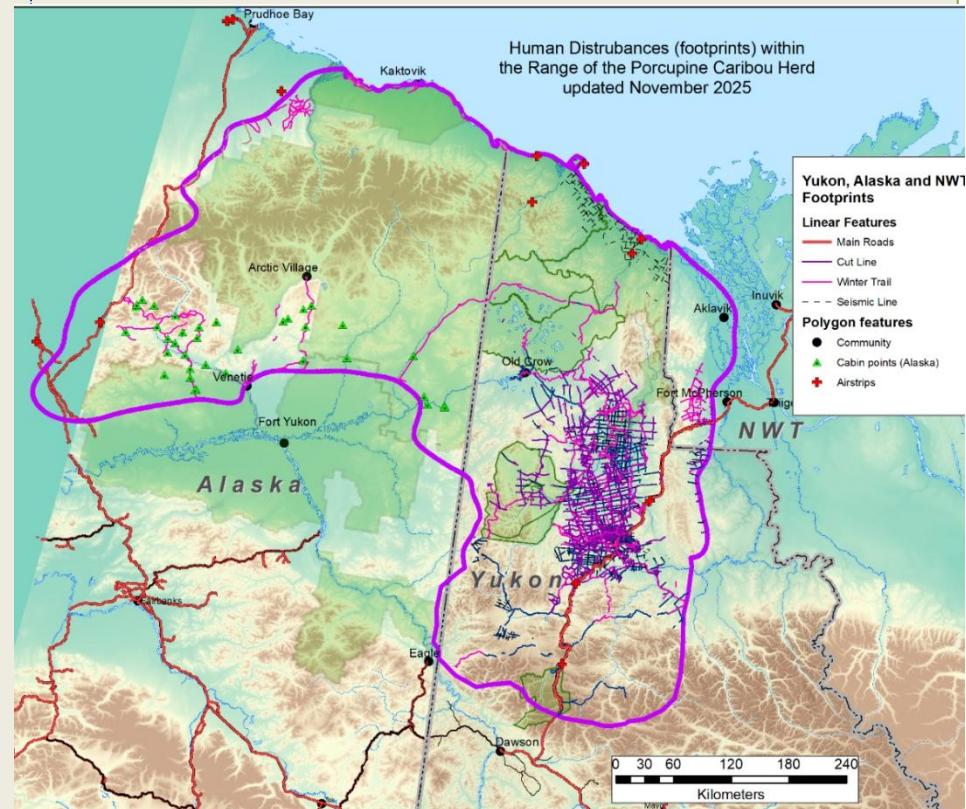 Prudhoe Bay
Human Distrubances (footprints) within
the Range of the Porcupine Caribou Herd
updated November 2025
Kaktovik
Yukon, Alaska and NWT
Footprints
Linear Features
Main Roads
Cut Line
Winter Trail
Seismic Line
Polygon features
Community
Cabin points (Alaska)
Airstrips
Arctic Village
Inuvik
Aklavik
Old Crow
Venetie
Fort McPherson
Fort Yukon
NWT
Alaska
Yukon
Fairbanks
Eagle
Dawson
0 30 60 120 180 240
Kilometers